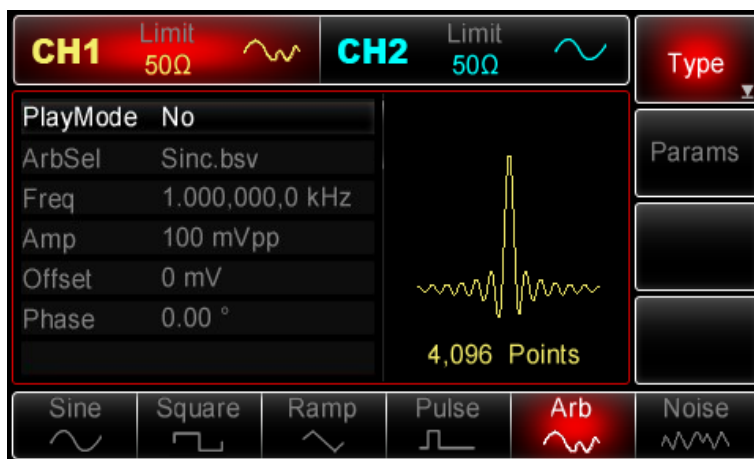 CH1 Limit 50Ω
CH2 Limit 50Ω
Type
PlayMode No
ArbSel Sinc.bsv
Freq 1.000,000,0 kHz
Amp 100 mVpp
Offset 0 mV
Phase 0.00 °
4,096 Points
Params
Sine Square Ramp Pulse Arb Noise